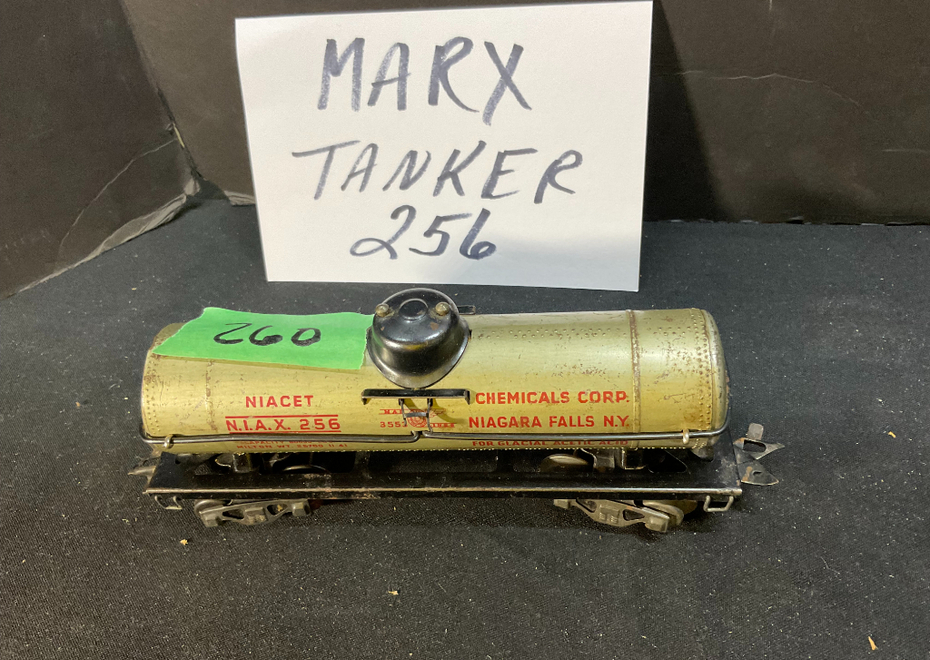 MARX
TANKER
256
260
NIACET
N.I.A.X. 256
CHEMICALS CORP.
NIAGARA FALLS N.Y.
FOR GLACIAL ACETIC ACID